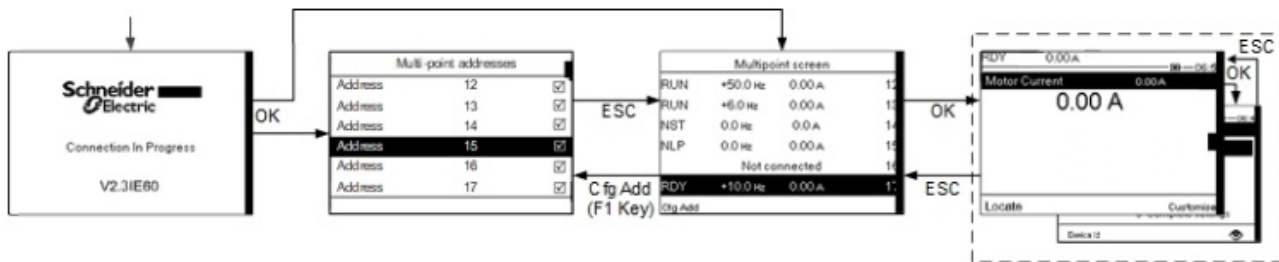 Schneider
Electric
Connection In Progress
V2.3IE60
OK
Multi-point addresses
Address 12
Address 13
Address 14
Address 15
Address 16
Address 17
ESC
Cfg Add
(F1 Key)
Multipoint screen
RUN +50.0 Hz 0.00 A 12
RUN +6.0 Hz 0.00 A 13
NST 0.0 Hz 0.0 A 14
NLP 0.0 Hz 0.00 A 15
Not connected 16
RDY +10.0 Hz 0.00 A 17
Cfg Add
OK
ESC
RDY 0.00A
Motor Current 0.00A
0.00 A
Locate Customise
Device Id
ESC
OK